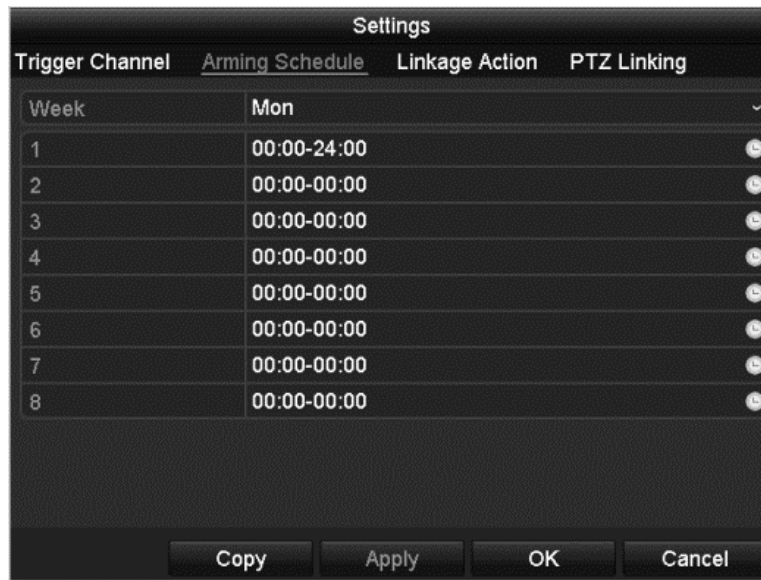 Settings
Trigger Channel Arming Schedule Linkage Action PTZ Linking
Week Mon
1 00:00-24:00
2 00:00-00:00
3 00:00-00:00
4 00:00-00:00
5 00:00-00:00
6 00:00-00:00
7 00:00-00:00
8 00:00-00:00
Copy Apply OK Cancel